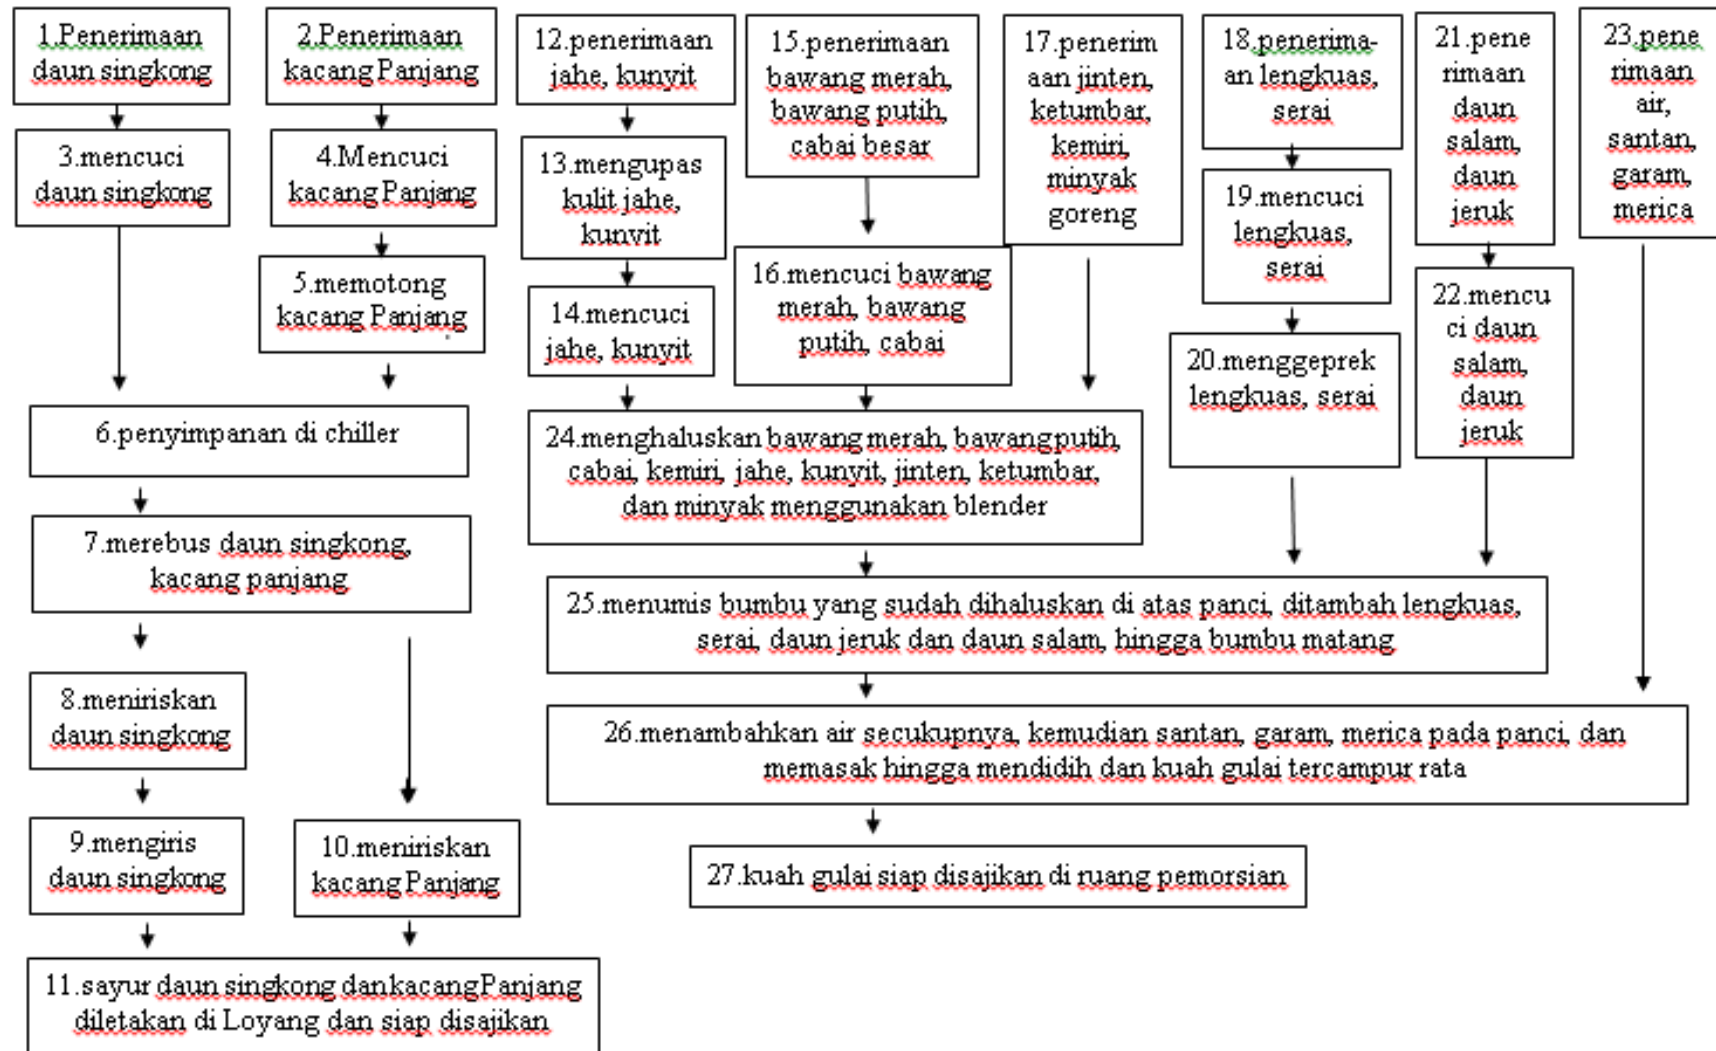 1.Penerimaan
daun singkong
2.Penerimaan
kacang Panjang
12.penerimaan
jahe, kunyit
15.penerimaan
bawang merah,
bawang putih,
cabai besar
17.penerim
aan jinten,
ketumbar,
kemiri,
minyak
goreng
18.penerima-
an lengkuas,
serai
21.pene
rimaan
daun
salam,
daun
jeruk
23.pene
rimaan
air,
santan,
garam,
merica
3.mencuci
daun singkong
4.Mencuci
kacang Panjang
13.mengupas
kulit jahe,
kunyit
16.mencuci bawang
merah, bawang
putih, cabai
19.mencuci
lengkuas,
serai
5.memotong
kacang Panjang
14.mencuci
jahe, kunyit
20.menggeprek
lengkuas, serai
22.mencu
ci daun
salam,
daun
jeruk
6.penyimpanan di chiller
24.menghaluskan bawang merah, bawangputih,
cabai, kemiri, jahe, kunyit, jinten, ketumbar,
dan minyak menggunakan blender
7.merebus daun singkong,
kacang panjang
25.menumis bumbu yang sudah dihaluskan di atas panci, ditambah lengkuas,
serai, daun jeruk dan daun salam, hingga bumbu matang
8.meniriskan
daun singkong
26.menambahkan air secukupnya, kemudian santan, garam, merica pada panci, dan
memasak hingga mendidih dan kuah gulai tercampur rata
9.mengiris
daun singkong
10.meniriskan
kacang Panjang
27.kuah gulai siap disajikan di ruang pemorsian
11.sayur daun singkong dankacangPanjang
diletakan di Loyang dan siap disajikan